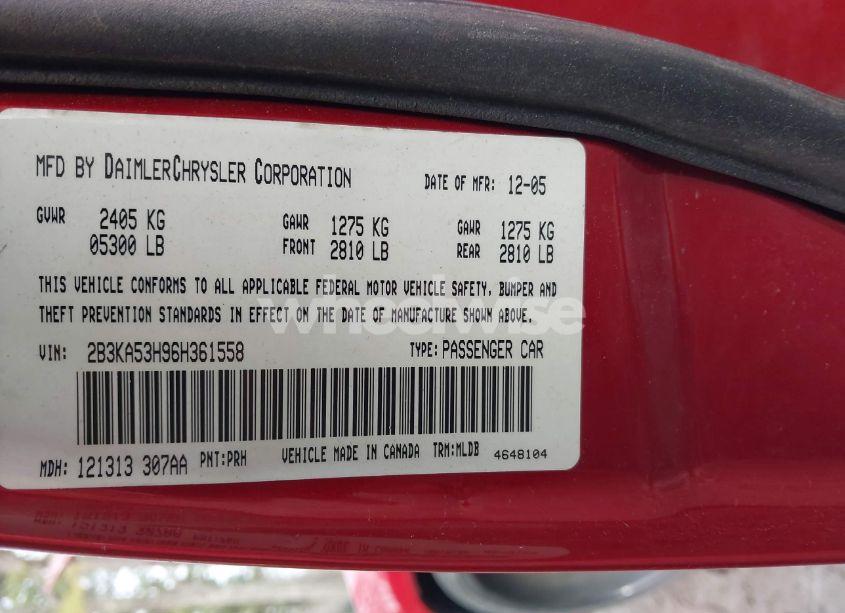 MFD BY DAIMLERCHRYSLER CORPORATION DATE OF MFR: 12-05
GVWR 2405 KG GAWR 1275 KG GAWR 1275 KG
05300 LB FRONT 2810 LB REAR 2810 LB
THIS VEHICLE CONFORMS TO ALL APPLICABLE FEDERAL MOTOR VEHICLE SAFETY, BUMPER AND
THEFT PREVENTION STANDARDS IN EFFECT ON THE DATE OF MANUFACTURE SHOWN ABOVE.
wheelwise
VIN: 2B3KA53H96H361558 TYPE: PASSENGER CAR
MDH: 121313 307AA PNT:PRH VEHICLE MADE IN CANADA TRM:MLDB 4648104